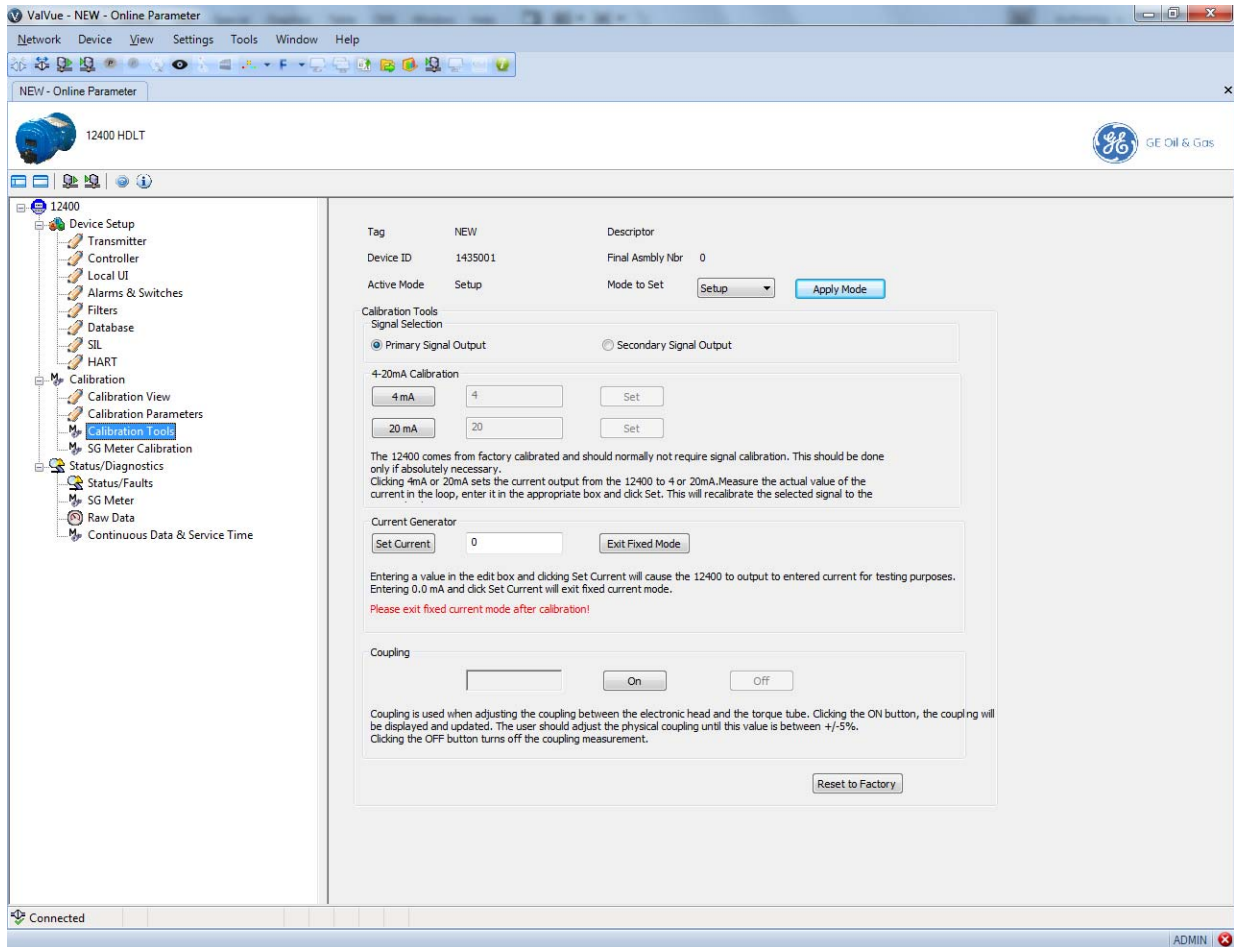 ValVue - NEW - Online Parameter
Network Device View Settings Tools Window Help
F
NEW - Online Parameter
12400 HDLT
GE Oil & Gas
12400
Device Setup
Transmitter
Controller
Local UI
Alarms & Switches
Filters
Database
SIL
HART
Calibration
Calibration View
Calibration Parameters
Calibration Tools
SG Meter Calibration
Status/Diagnostics
Status/Faults
SG Meter
Raw Data
Continuous Data & Service Time
Tag NEW Descriptor
Device ID 1435001 Final Asmbly Nbr 0
Active Mode Setup Mode to Set Setup Apply Mode
Calibration Tools
Signal Selection
Primary Signal Output Secondary Signal Output
4-20mA Calibration
4 mA 4 Set
20 mA 20 Set
The 12400 comes from factory calibrated and should normally not require signal calibration. This should be done
only if absolutely necessary.
Clicking 4mA or 20mA sets the current output from the 12400 to 4 or 20mA.Measure the actual value of the
current in the loop, enter it in the appropriate box and click Set. This will recalibrate the selected signal to the
Current Generator
Set Current 0 Exit Fixed Mode
Entering a value in the edit box and clicking Set Current will cause the 12400 to output to entered current for testing purposes.
Entering 0.0 mA and click Set Current will exit fixed current mode.
Please exit fixed current mode after calibration!
Coupling
On Off
Coupling is used when adjusting the coupling between the electronic head and the torque tube. Clicking the ON button, the coupling will
be displayed and updated. The user should adjust the physical coupling until this value is between +/-5%.
Clicking the OFF button turns off the coupling measurement.
Reset to Factory
Connected
ADMIN